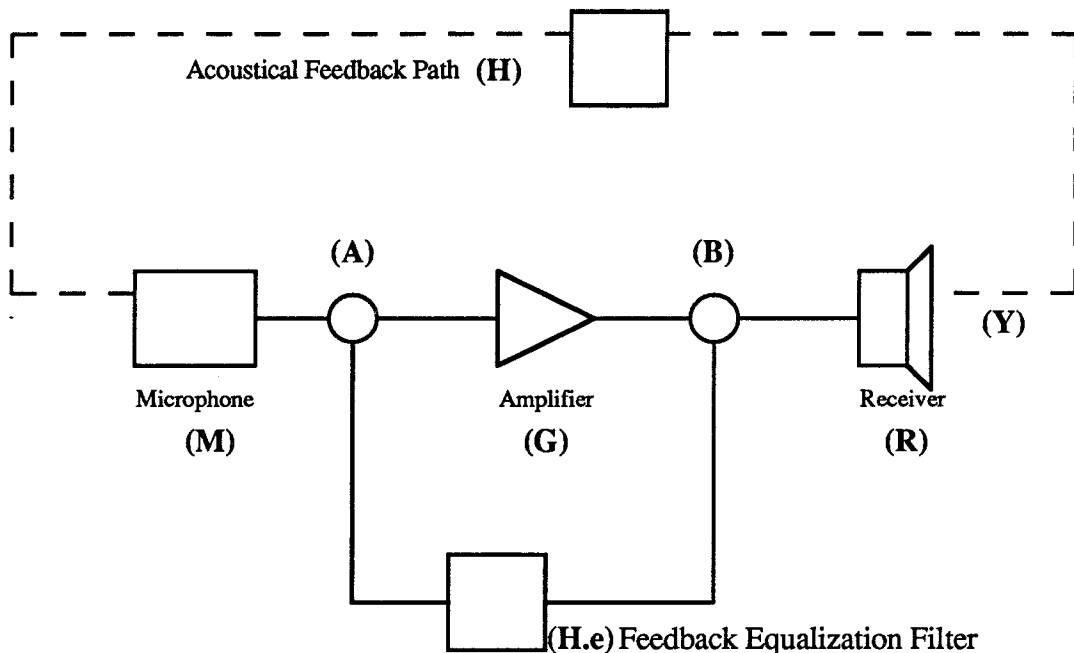 Acoustical Feedback Path (H)
(A)
(B)
(Y)
Microphone
Amplifier
Receiver
(M)
(G)
(R)
(H.e) Feedback Equalization Filter